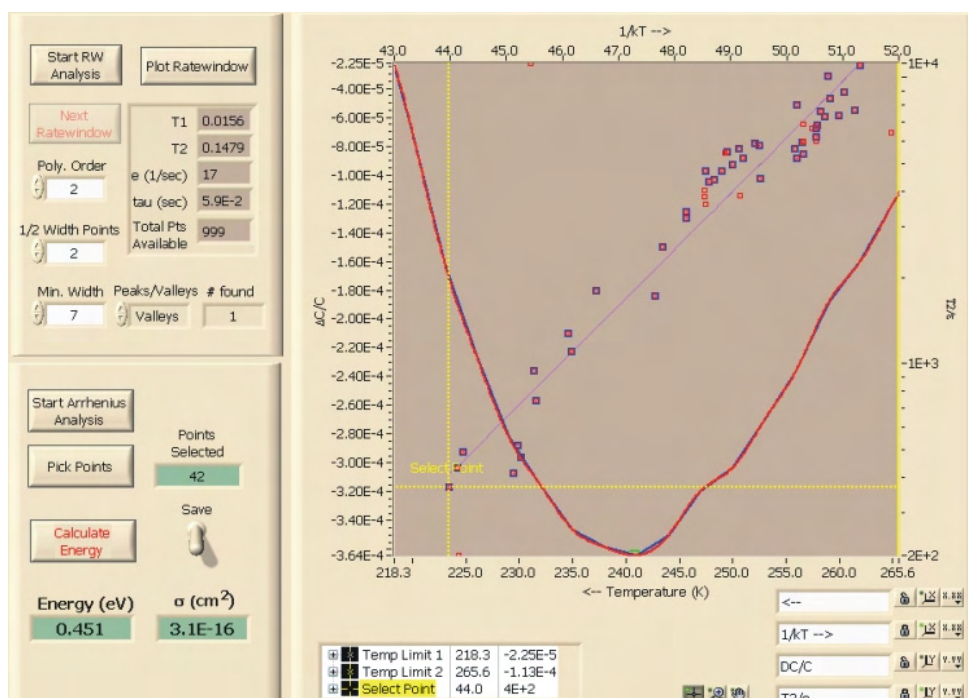 Start RW
Analysis
Plot Ratewindow
Next
Ratewindow
T1 0.0156
T2 0.1479
e (1/sec) 17
tau (sec) 5.9E-2
Total Pts
Available 999
Poly. Order
2
1/2 Width Points
2
Min. Width Peaks/Valleys # found
7 Valleys 1
Start Arrhenius
Analysis
Pick Points
Points
Selected
42
Save
Calculate
Energy
Energy (eV) σ (cm2)
0.451 3.1E-16
1/kT -->
43.0 44.0 45.0 46.0 47.0 48.0 49.0 50.0 51.0 52.0
-2.25E-5
-4.00E-5
-6.00E-5
-8.00E-5
-1.00E-4
-1.20E-4
-1.40E-4
-1.60E-4
-1.80E-4
-2.00E-4
-2.20E-4
-2.40E-4
-2.60E-4
-2.80E-4
-3.00E-4
-3.20E-4
-3.40E-4
-3.64E-4
ΔC/C
Select Point
-1E+4
-1E+3
-2E+2
T2/e
218.3 225.0 230.0 235.0 240.0 245.0 250.0 255.0 260.0 265.6
<-- Temperature (K)
Temp Limit 1 218.3 -2.25E-5
Temp Limit 2 265.6 -1.13E-4
Select Point 44.0 4E+2
<--
1/kT -->
DC/C
T2/e